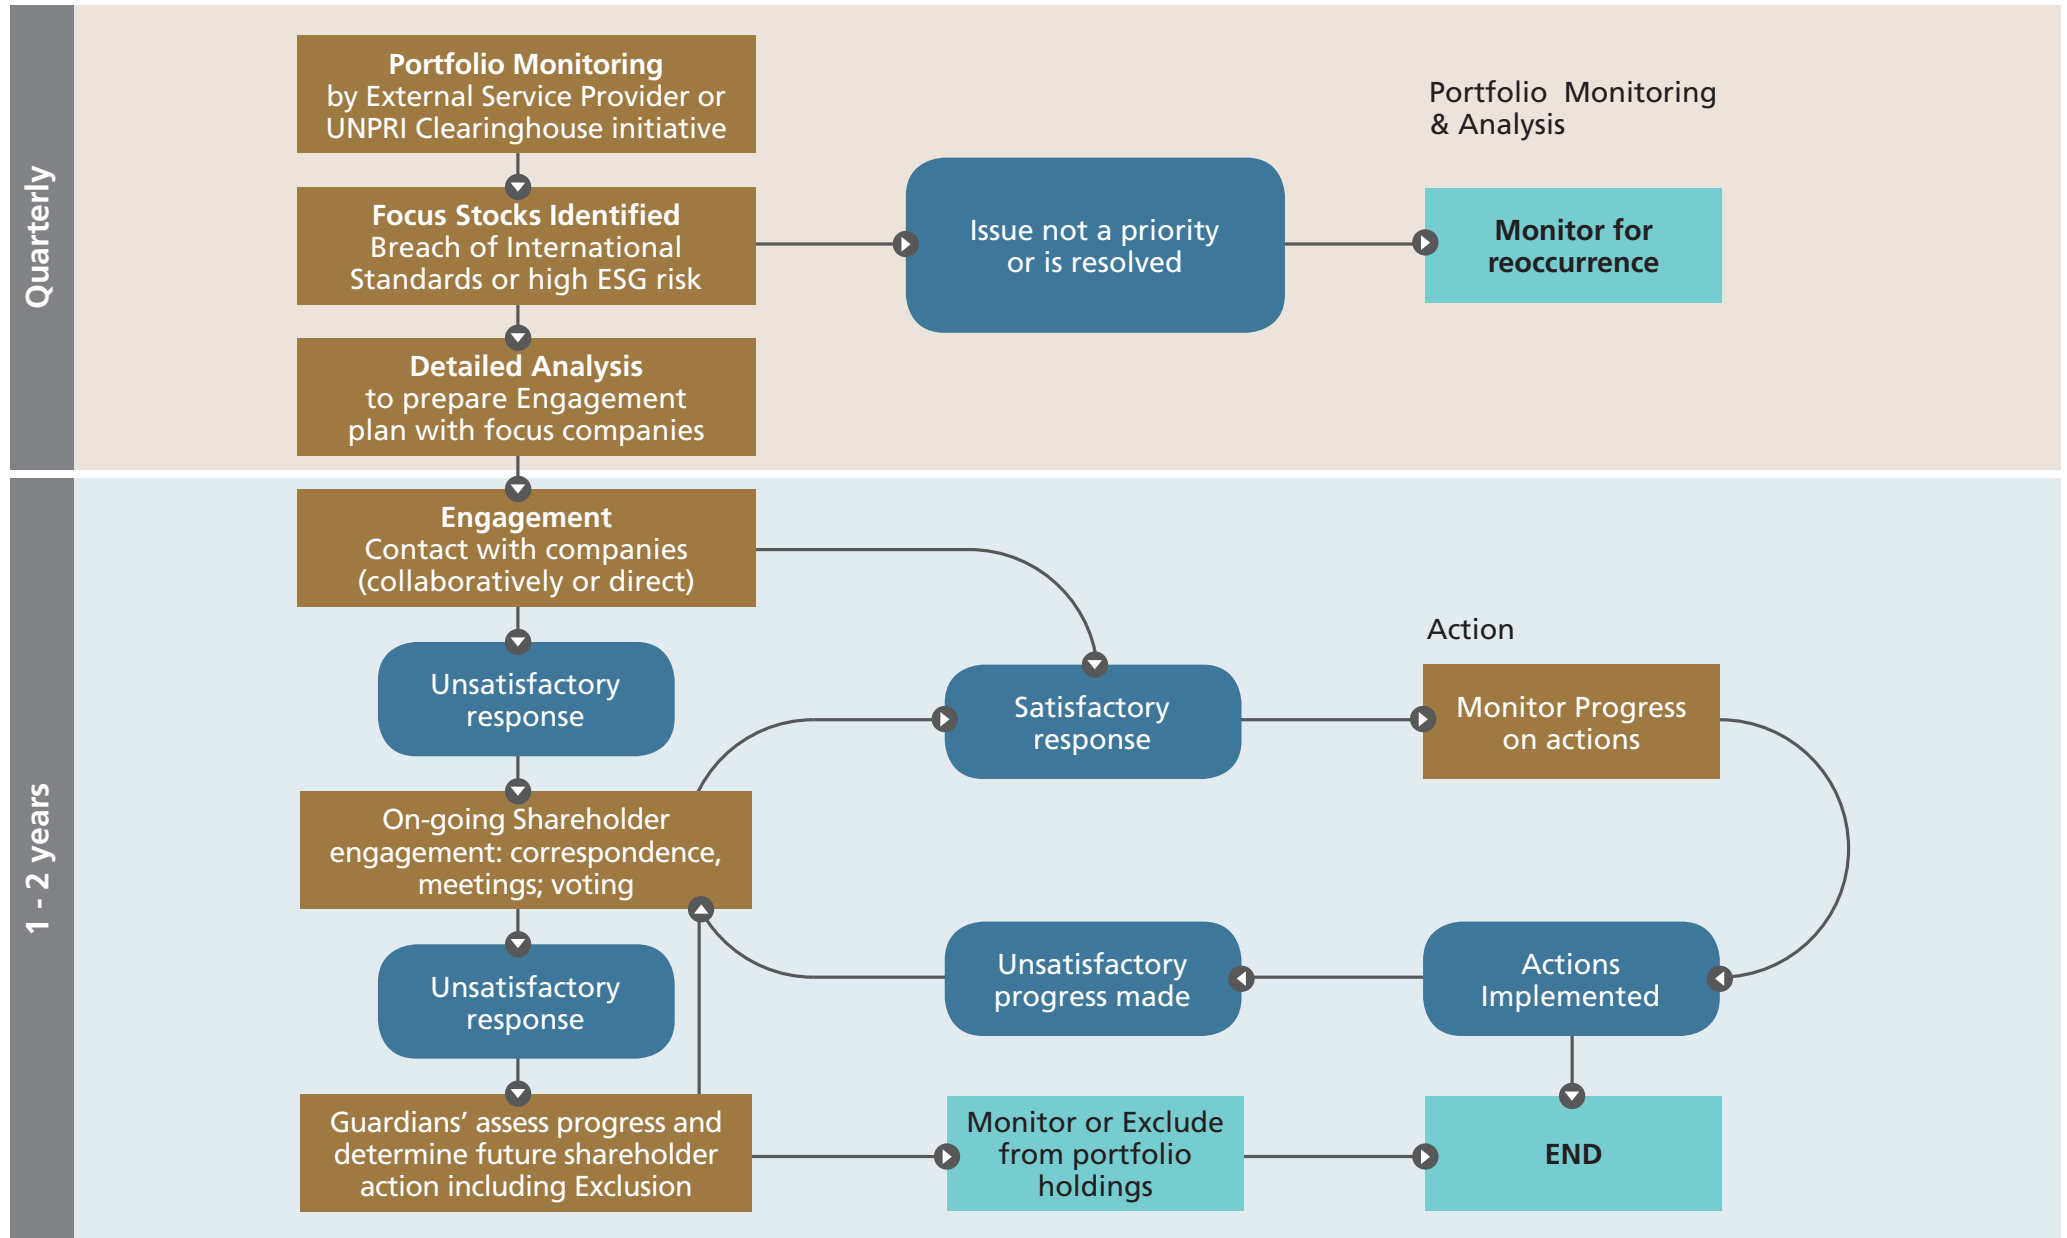 Quarterly
Portfolio Monitoring
by External Service Provider or
UNPRI Clearinghouse initiative
Portfolio Monitoring
& Analysis
Focus Stocks Identified
Breach of International
Standards or high ESG risk
Issue not a priority
or is resolved
Monitor for
reoccurrence
Detailed Analysis
to prepare Engagement
plan with focus companies
1 - 2 years
Engagement
Contact with companies
(collaboratively or direct)
Action
Unsatisfactory
response
Satisfactory
response
Monitor Progress
on actions
On-going Shareholder
engagement: correspondence,
meetings; voting
Unsatisfactory
response
Unsatisfactory
progress made
Actions
Implemented
Guardians’ assess progress and
determine future shareholder
action including Exclusion
Monitor or Exclude
from portfolio
holdings
END